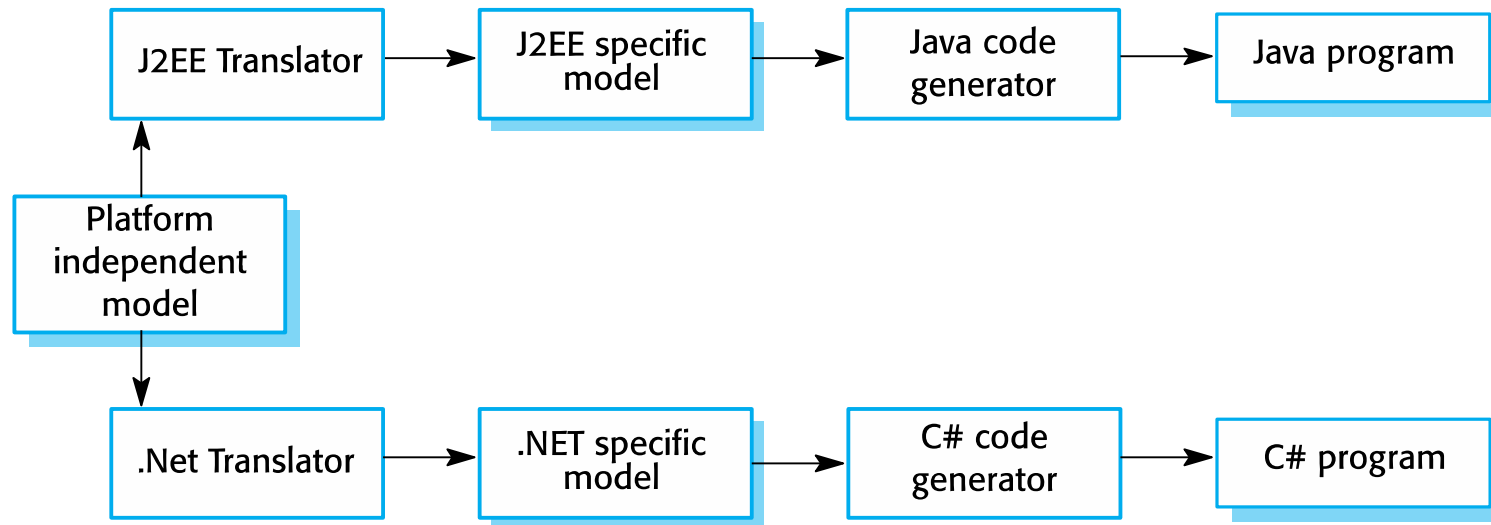 J2EE Translator
J2EE specific
model
Java code
generator
Java program
Platform
independent
model
.Net Translator
.NET specific
model
C# code
generator
C# program